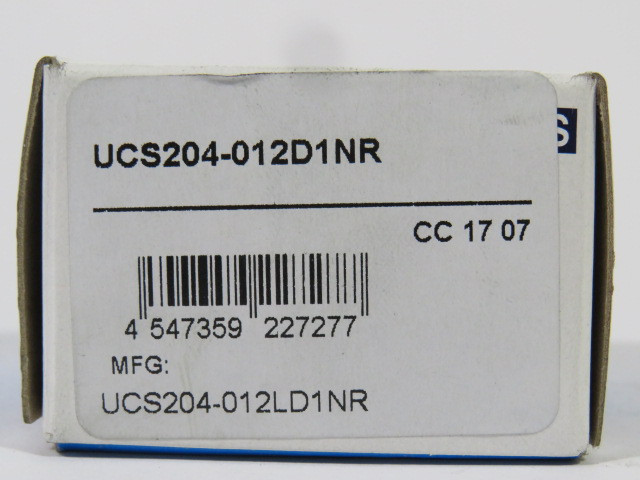 UCS204-012D1NR
S
CC 17 07
4 547359 227277
MFG:
UCS204-012LD1NR